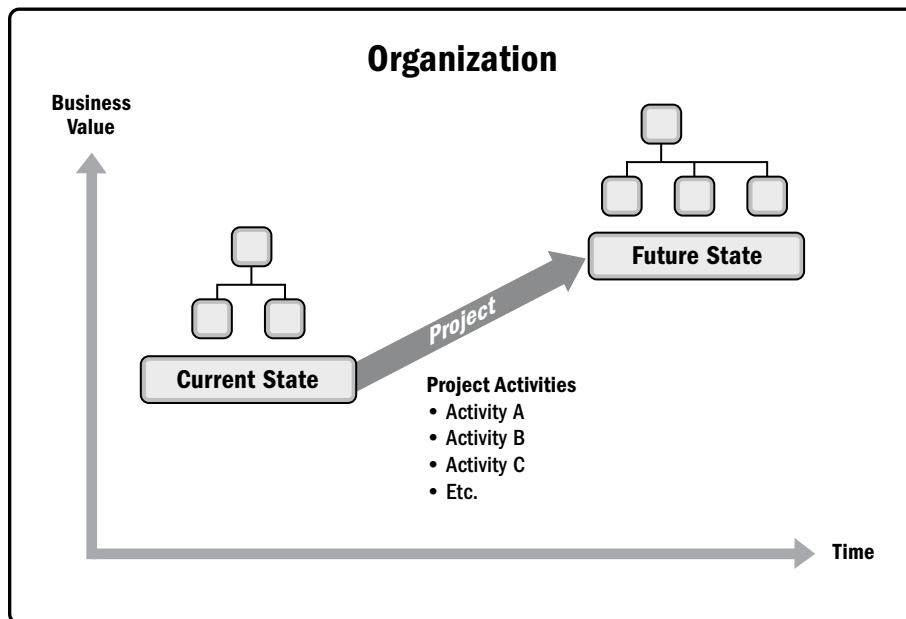 Organization
Business
Value
Future State
Project
Current State
Project Activities
• Activity A
• Activity B
• Activity C
• Etc.
Time